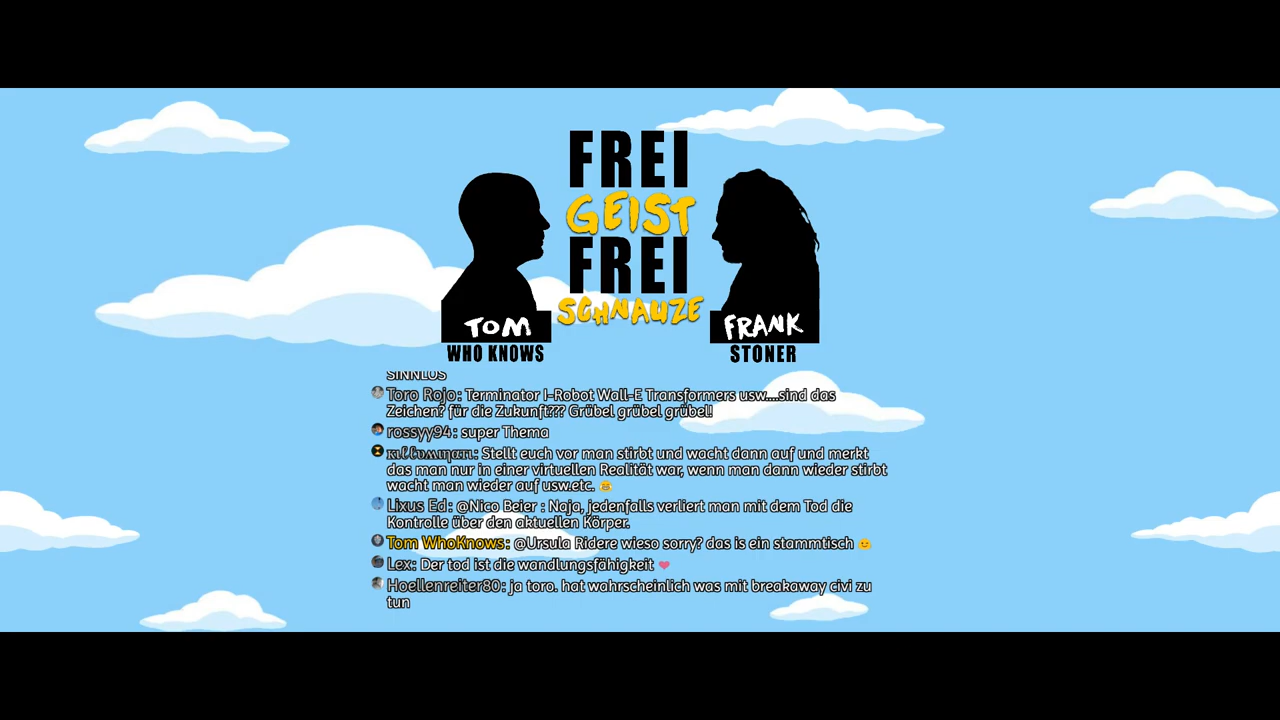 FREI
GEIST
FREI
SCHNAUZE
TOM
WHO KNOWS
FRANK
STONER
SINNLOS
Toro Rojo: Terminator I-Robot Wall-E Transformers usw....sind das
Zeichen? für die Zukunft??? Grübel grübel grübel!
rossyy94: super Thema
κιℓℓυмιηαтι: Stellt euch vor man stirbt und wacht dann auf und merkt
das man nur in einer virtuellen Realität war, wenn man dann wieder stirbt
wacht man wieder auf usw.etc. 
Lixus Ed: @Nico Beier : Naja, jedenfalls verliert man mit dem Tod die
Kontrolle über den aktuellen Körper.
Tom WhoKnows: @Ursula Ridere wieso sorry? das is ein stammtisch
Lex: Der tod ist die wandlungsfähigkeit
Hoellenreiter80: ja toro. hat wahrscheinlich was mit breakaway civi zu
tun